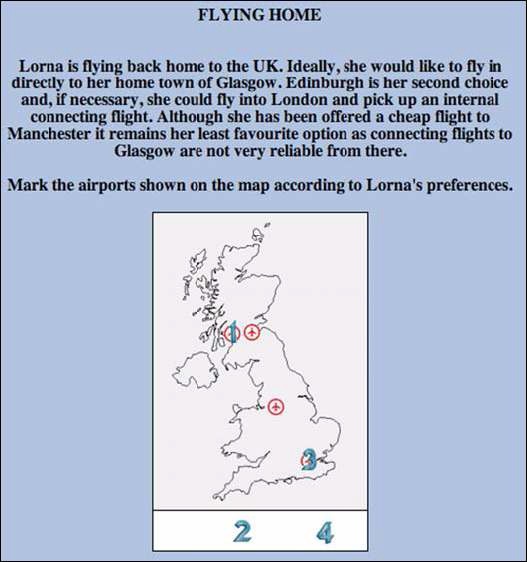 FLYING HOME
Lorna is flying back home to the UK. Ideally, she would like to fly in
directly to her home town of Glasgow. Edinburgh is her second choice
and, if necessary, she could fly into London and pick up an internal
connecting flight. Although she has been offered a cheap flight to
Manchester it remains her least favourite option as connecting flights to
Glasgow are not very reliable from there.
Mark the airports shown on the map according to Lorna's preferences.
1
3
2 4